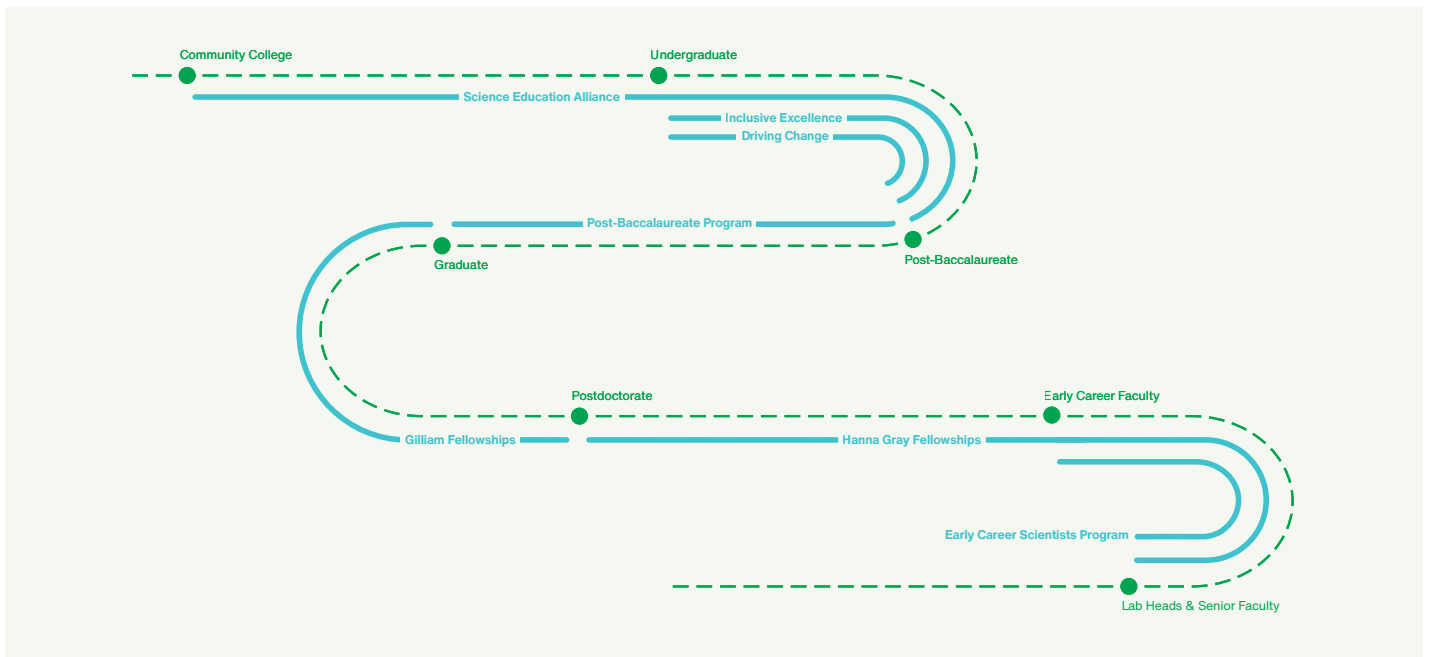 Community College
Undergraduate
Science Education Alliance
Inclusive Excellence
Driving Change
Post-Baccalaureate Program
Post-Baccalaureate
Graduate
Postdoctorate
Early Career Faculty
Gilliam Fellowships
Hanna Gray Fellowships
Early Career Scientists Program
Lab Heads & Senior Faculty